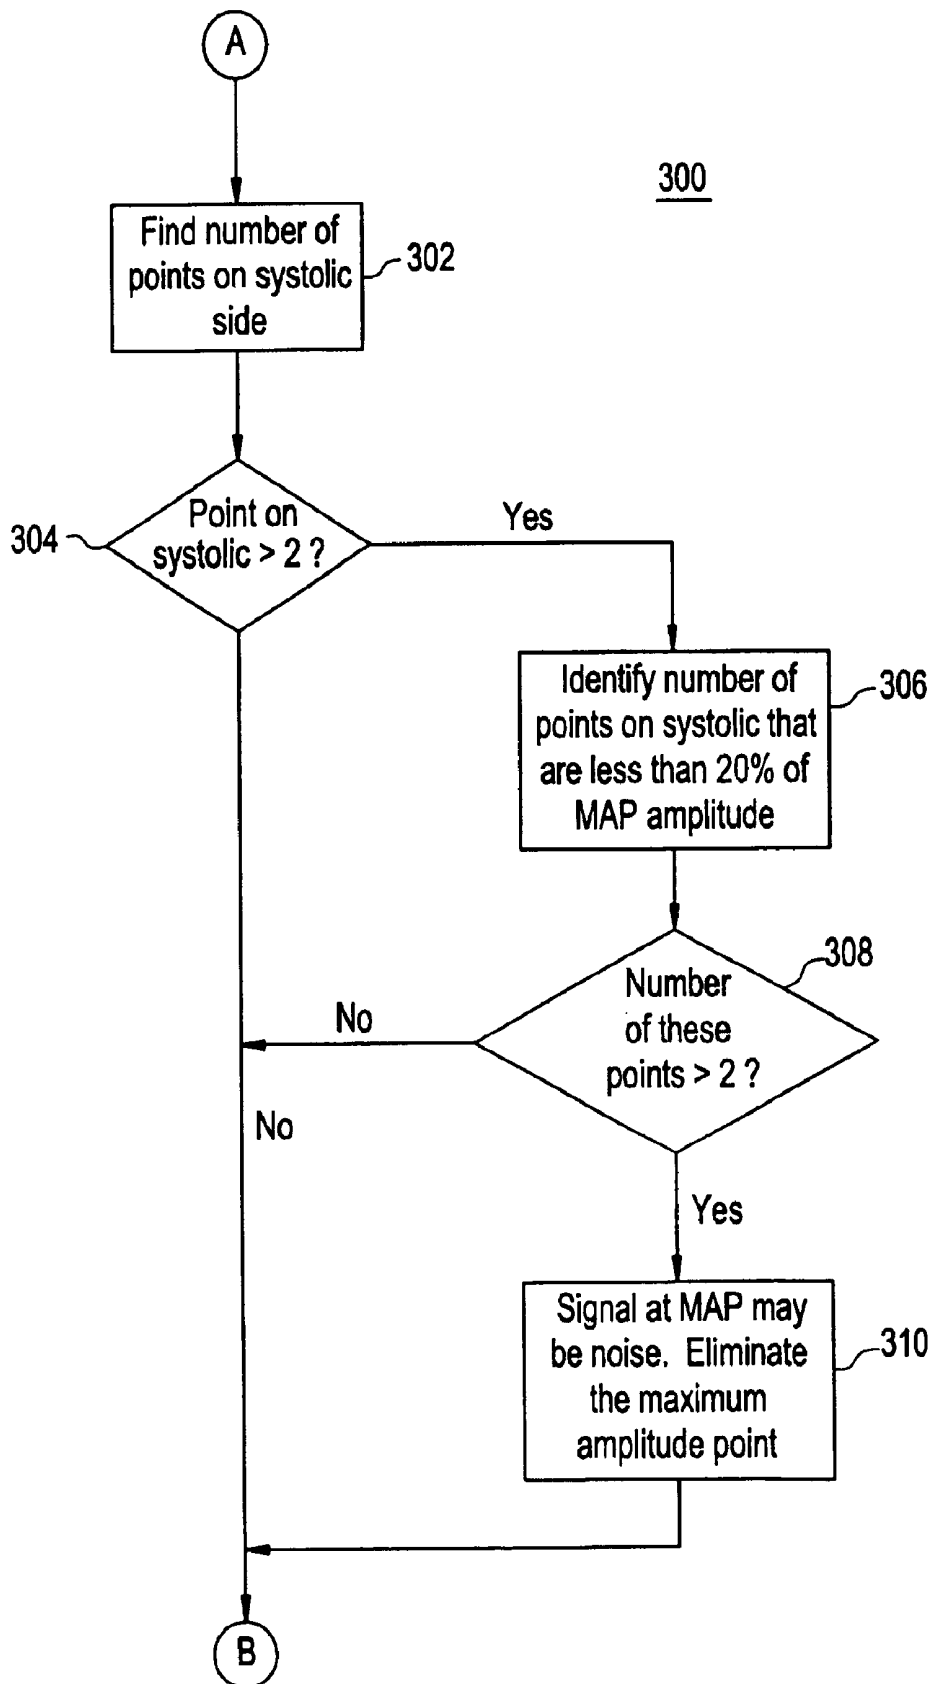 A
300
Find number of
points on systolic
side
302
304
Point on
systolic > 2 ?
Yes
Identify number of
points on systolic that
are less than 20% of
MAP amplitude
306
308
Number
of these
points > 2 ?
No
No
Yes
Signal at MAP may
be noise. Eliminate
the maximum
amplitude point
310
B